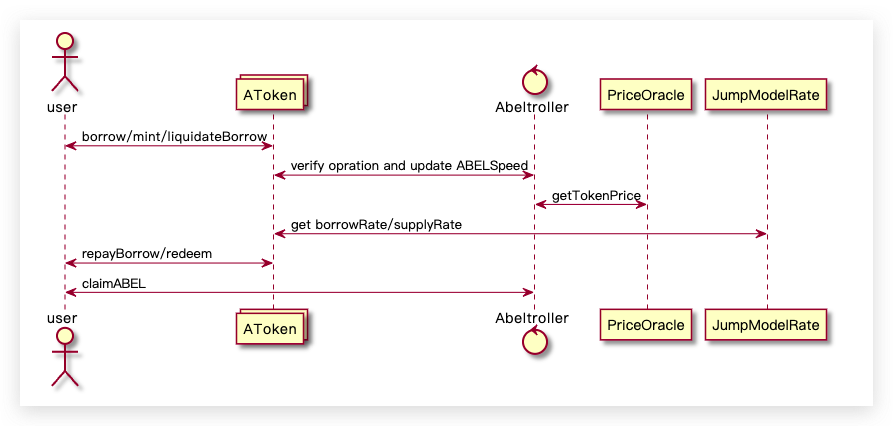 user
AToken
Abeltroller
PriceOracle
JumpModelRate
borrow/mint/liquidateBorrow
verify opration and update ABELSpeed
getTokenPrice
get borrowRate/supplyRate
repayBorrow/redeem
claimABEL
user
AToken
Abeltroller
PriceOracle
JumpModelRate